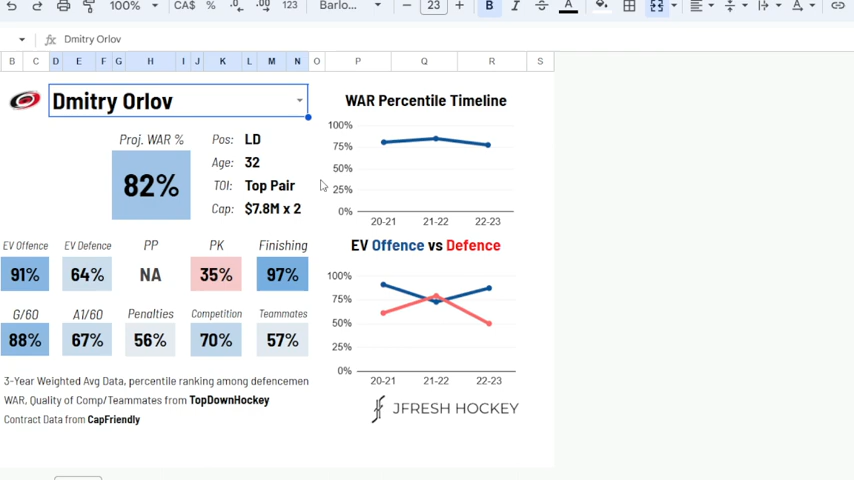 100% CA$ % .0 .00 123 Barlo... 23 B I A
fx Dmitry Orlov
B C D E F G H I J K L M N O P Q R S
Dmitry Orlov
Proj. WAR %
82%
Pos: LD
Age: 32
TOI: Top Pair
Cap: $7.8M x 2
EV Offence EV Defence PP PK Finishing
91% 64% NA 35% 97%
G/60 A1/60 Penalties Competition Teammates
88% 67% 56% 70% 57%
3-Year Weighted Avg Data, percentile ranking among defencemen
WAR, Quality of Comp/Teammates from TopDownHockey
Contract Data from CapFriendly
WAR Percentile Timeline
100%
75%
50%
25%
0%
20-21 21-22 22-23
EV Offence vs Defence
100%
75%
50%
25%
0%
20-21 21-22 22-23
JFRESH HOCKEY